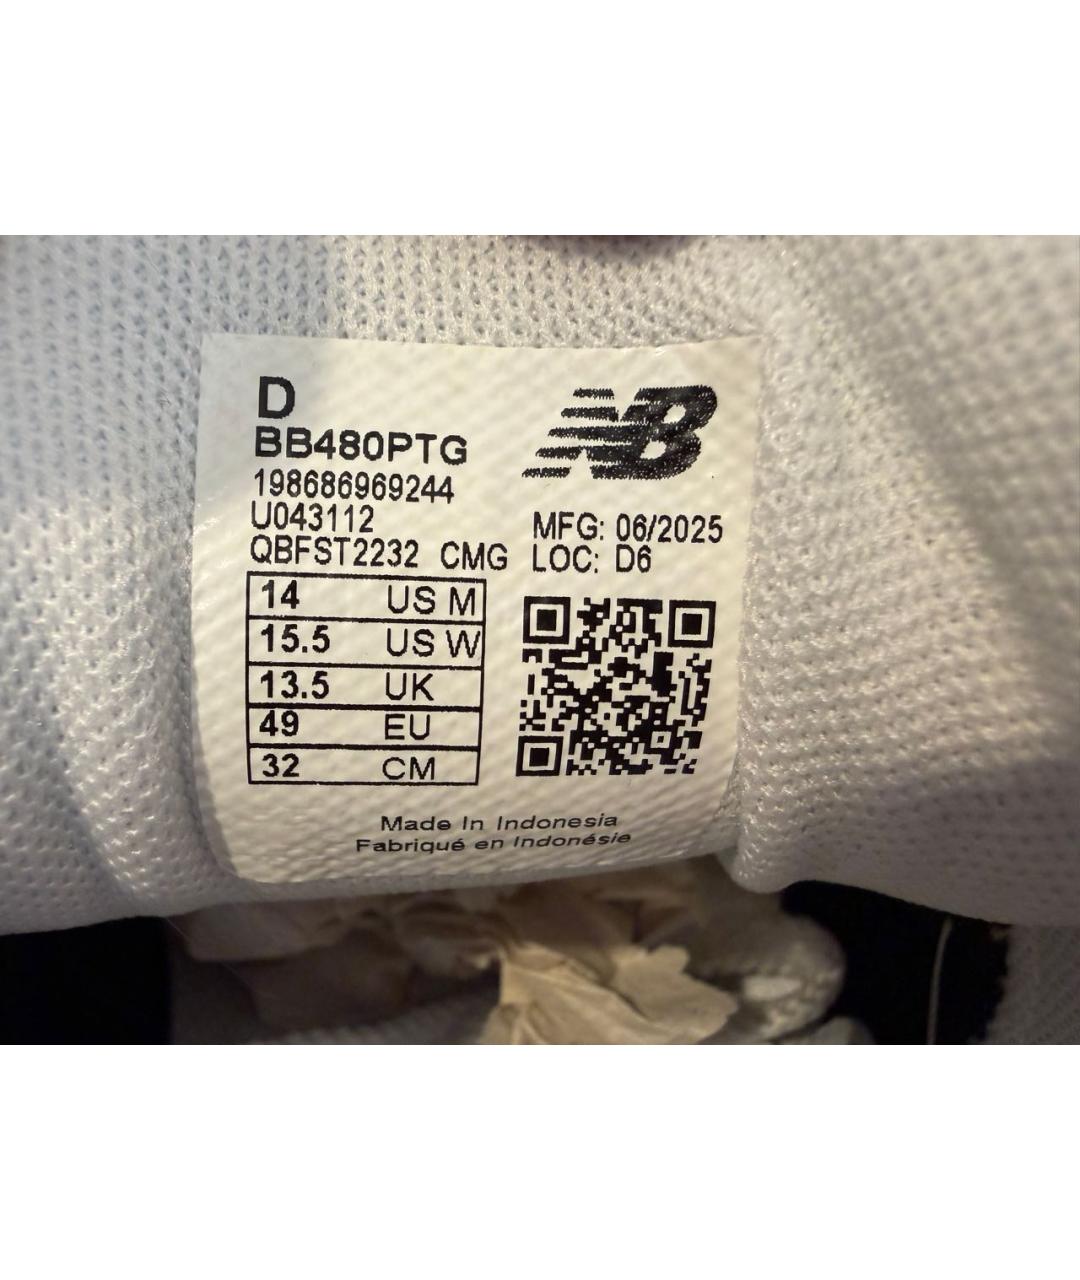 D
BB480PTG
198686969244
U043112
QBFST2232 CMG
NB
MFG: 06/2025
LOC: D6
14 US M
15.5 US W
13.5 UK
49 EU
32 CM
Made In Indonesia
Fabriqué en Indonésie